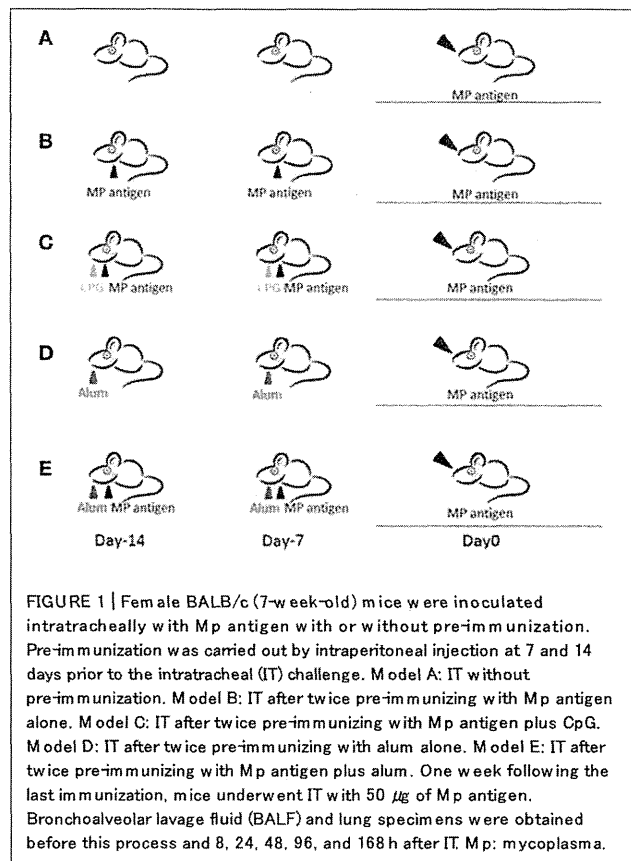 A
MP antigen
B
MP antigen MP antigen MP antigen
C
CPG MP antigen CPG MP antigen MP antigen
D
Alum Alum MP antigen
E
Alum MP antigen Alum MP antigen MP antigen
Day-14 Day-7 Day0
FIGURE 1 | Female BALB/c (7-week-old) mice were inoculated
intratracheally with Mp antigen with or without pre-immunization.
Pre-immunization was carried out by intraperitoneal injection at 7 and 14
days prior to the intratracheal (IT) challenge. Model A: IT without
pre-immunization. Model B: IT after twice pre-immunizing with Mp antigen
alone. Model C: IT after twice pre-immunizing with Mp antigen plus CpG.
Model D: IT after twice pre-immunizing with alum alone. Model E: IT after
twice pre-immunizing with Mp antigen plus alum. One week following the
last immunization, mice underwent IT with 50 μg of Mp antigen.
Bronchoalveolar lavage fluid (BALF) and lung specimens were obtained
before this process and 8, 24, 48, 96, and 168 h after IT. Mp: mycoplasma.